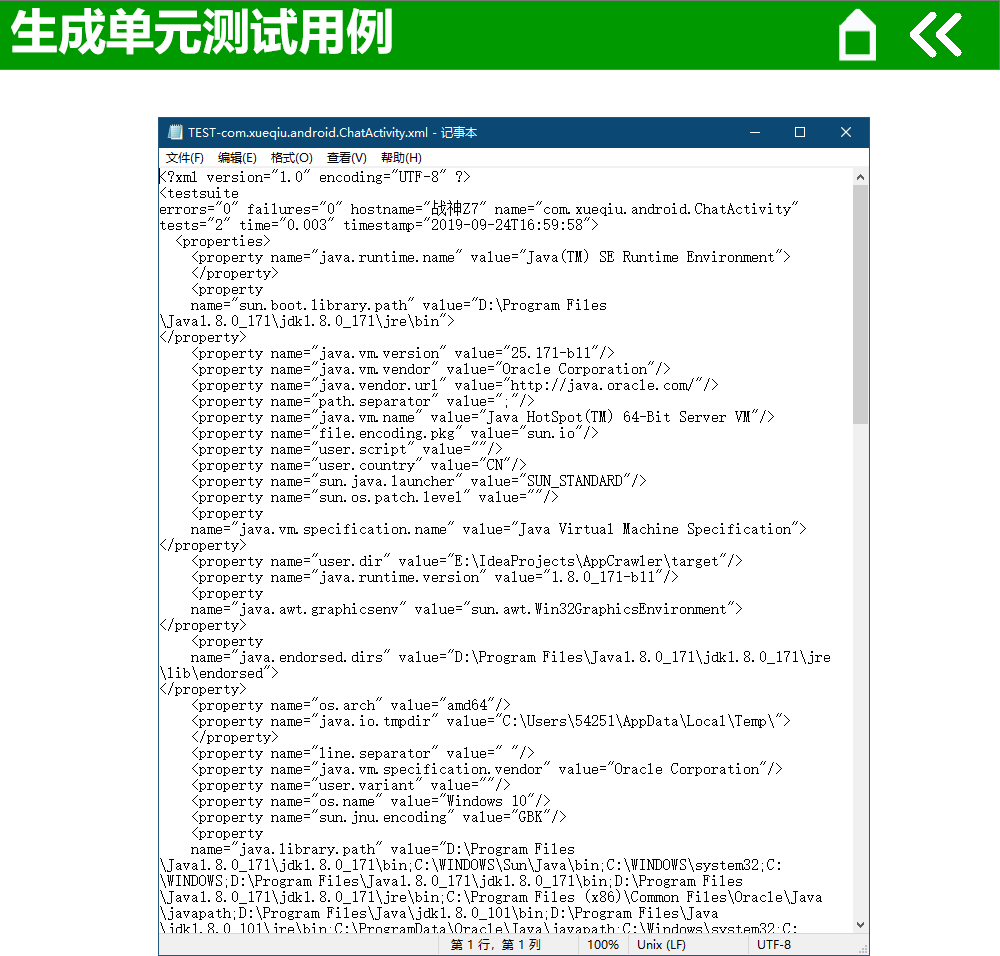 生成单元测试用例
TEST-com.xueqiu.android.ChatActivity.xml - 记事本
文件(F) 编辑(E) 格式(O) 查看(V) 帮助(H)
<?xml version="1.0" encoding="UTF-8" ?>
<testsuite
errors="0" failures="0" hostname="战神Z7" name="com.xueqiu.android.ChatActivity"
tests="2" time="0.003" timestamp="2019-09-24T16:59:58">
<properties>
<property name="java.runtime.name" value="Java(TM) SE Runtime Environment">
</property>
<property
name="sun.boot.library.path" value="D:\Program Files
\Java1.8.0_171\jdk1.8.0_171\jre\bin">
</property>
<property name="java.vm.version" value="25.171-b11"/>
<property name="java.vm.vendor" value="Oracle Corporation"/>
<property name="java.vendor.url" value="http://java.oracle.com/"/>
<property name="path.separator" value=";"/>
<property name="java.vm.name" value="Java HotSpot(TM) 64-Bit Server VM"/>
<property name="file.encoding.pkg" value="sun.io"/>
<property name="user.script" value=""/>
<property name="user.country" value="CN"/>
<property name="sun.java.launcher" value="SUN_STANDARD"/>
<property name="sun.os.patch.level" value=""/>
<property
name="java.vm.specification.name" value="Java Virtual Machine Specification">
</property>
<property name="user.dir" value="E:\IdeaProjects\AppCrawler\target"/>
<property name="java.runtime.version" value="1.8.0_171-b11"/>
<property
name="java.awt.graphicsenv" value="sun.awt.Win32GraphicsEnvironment">
</property>
<property
name="java.endorsed.dirs" value="D:\Program Files\Java1.8.0_171\jdk1.8.0_171\jre
\lib\endorsed">
</property>
<property name="os.arch" value="amd64"/>
<property name="java.io.tmpdir" value="C:\Users\54251\AppData\Local\Temp\">
</property>
<property name="line.separator" value=" "/>
<property name="java.vm.specification.vendor" value="Oracle Corporation"/>
<property name="user.variant" value=""/>
<property name="os.name" value="Windows 10"/>
<property name="sun.jnu.encoding" value="GBK"/>
<property
name="java.library.path" value="D:\Program Files
\Java1.8.0_171\jdk1.8.0_171\bin;C:\WINDOWS\Sun\Java\bin;C:\WINDOWS\system32;C:
\WINDOWS;D:\Program Files\Java1.8.0_171\jdk1.8.0_171\bin;D:\Program Files
\Java1.8.0_171\jdk1.8.0_171\jre\bin;C:\Program Files (x86)\Common Files\Oracle\Java
\javapath;D:\Program Files\Java\jdk1.8.0_101\bin;D:\Program Files\Java
\jdk1.8.0_101\jre\bin;C:\ProgramData\Oracle\Java\javapath;C:\Windows\system32;C:
第 1 行，第 1 列 100% Unix (LF) UTF-8